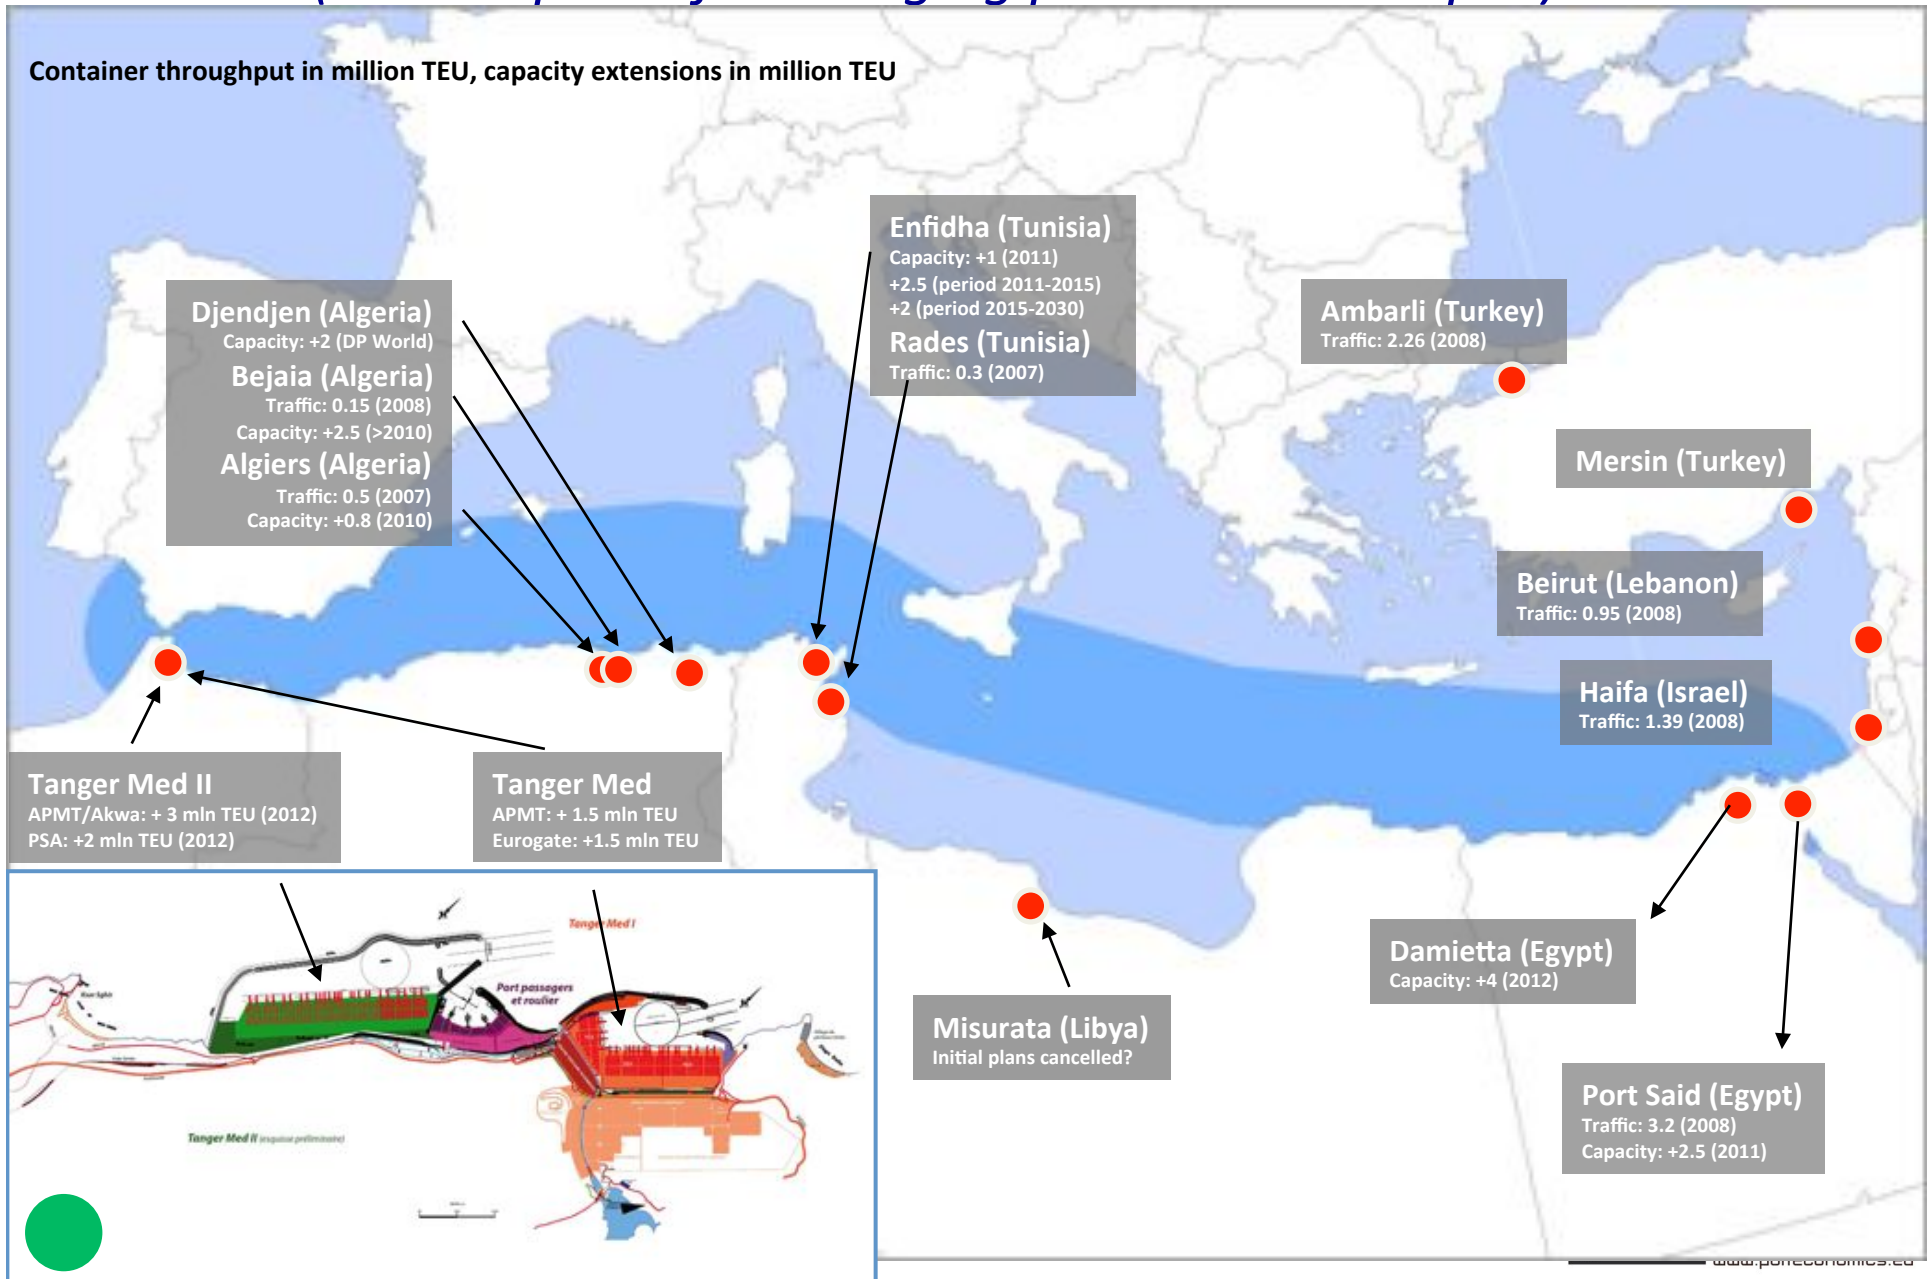 Container throughput in million TEU, capacity extensions in million TEU
Enfidha (Tunisia)
Capacity: +1 (2011)
+2.5 (period 2011-2015)
+2 (period 2015-2030)
Rades (Tunisia)
Traffic: 0.3 (2007)
Djendjen (Algeria)
Capacity: +2 (DP World)
Bejaia (Algeria)
Traffic: 0.15 (2008)
Capacity: +2.5 (>2010)
Algiers (Algeria)
Traffic: 0.5 (2007)
Capacity: +0.8 (2010)
Ambarli (Turkey)
Traffic: 2.26 (2008)
Mersin (Turkey)
Beirut (Lebanon)
Traffic: 0.95 (2008)
Haifa (Israel)
Traffic: 1.39 (2008)
Tanger Med II
APMT/Akwa: + 3 mln TEU (2012)
PSA: +2 mln TEU (2012)
Tanger Med
APMT: + 1.5 mln TEU
Eurogate: +1.5 mln TEU
Tanger Med I
Port passagers
et roulier
Tanger Med II (esquisse préliminaire)
Misurata (Libya)
Initial plans cancelled?
Damietta (Egypt)
Capacity: +4 (2012)
Port Said (Egypt)
Traffic: 3.2 (2008)
Capacity: +2.5 (2011)
www.porteconomics.eu